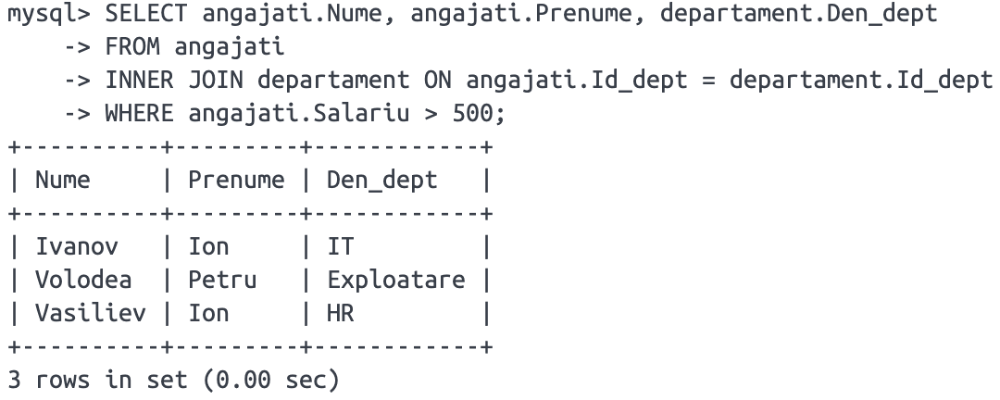 mysql> SELECT angajati.Nume, angajati.Prenume, departament.Den_dept
    -> FROM angajati
    -> INNER JOIN departament ON angajati.Id_dept = departament.Id_dept
    -> WHERE angajati.Salariu > 500;
+----------+---------+------------+
| Nume     | Prenume | Den_dept   |
+----------+---------+------------+
| Ivanov   | Ion     | IT         |
| Volodea  | Petru   | Exploatare |
| Vasiliev | Ion     | HR         |
+----------+---------+------------+
3 rows in set (0.00 sec)